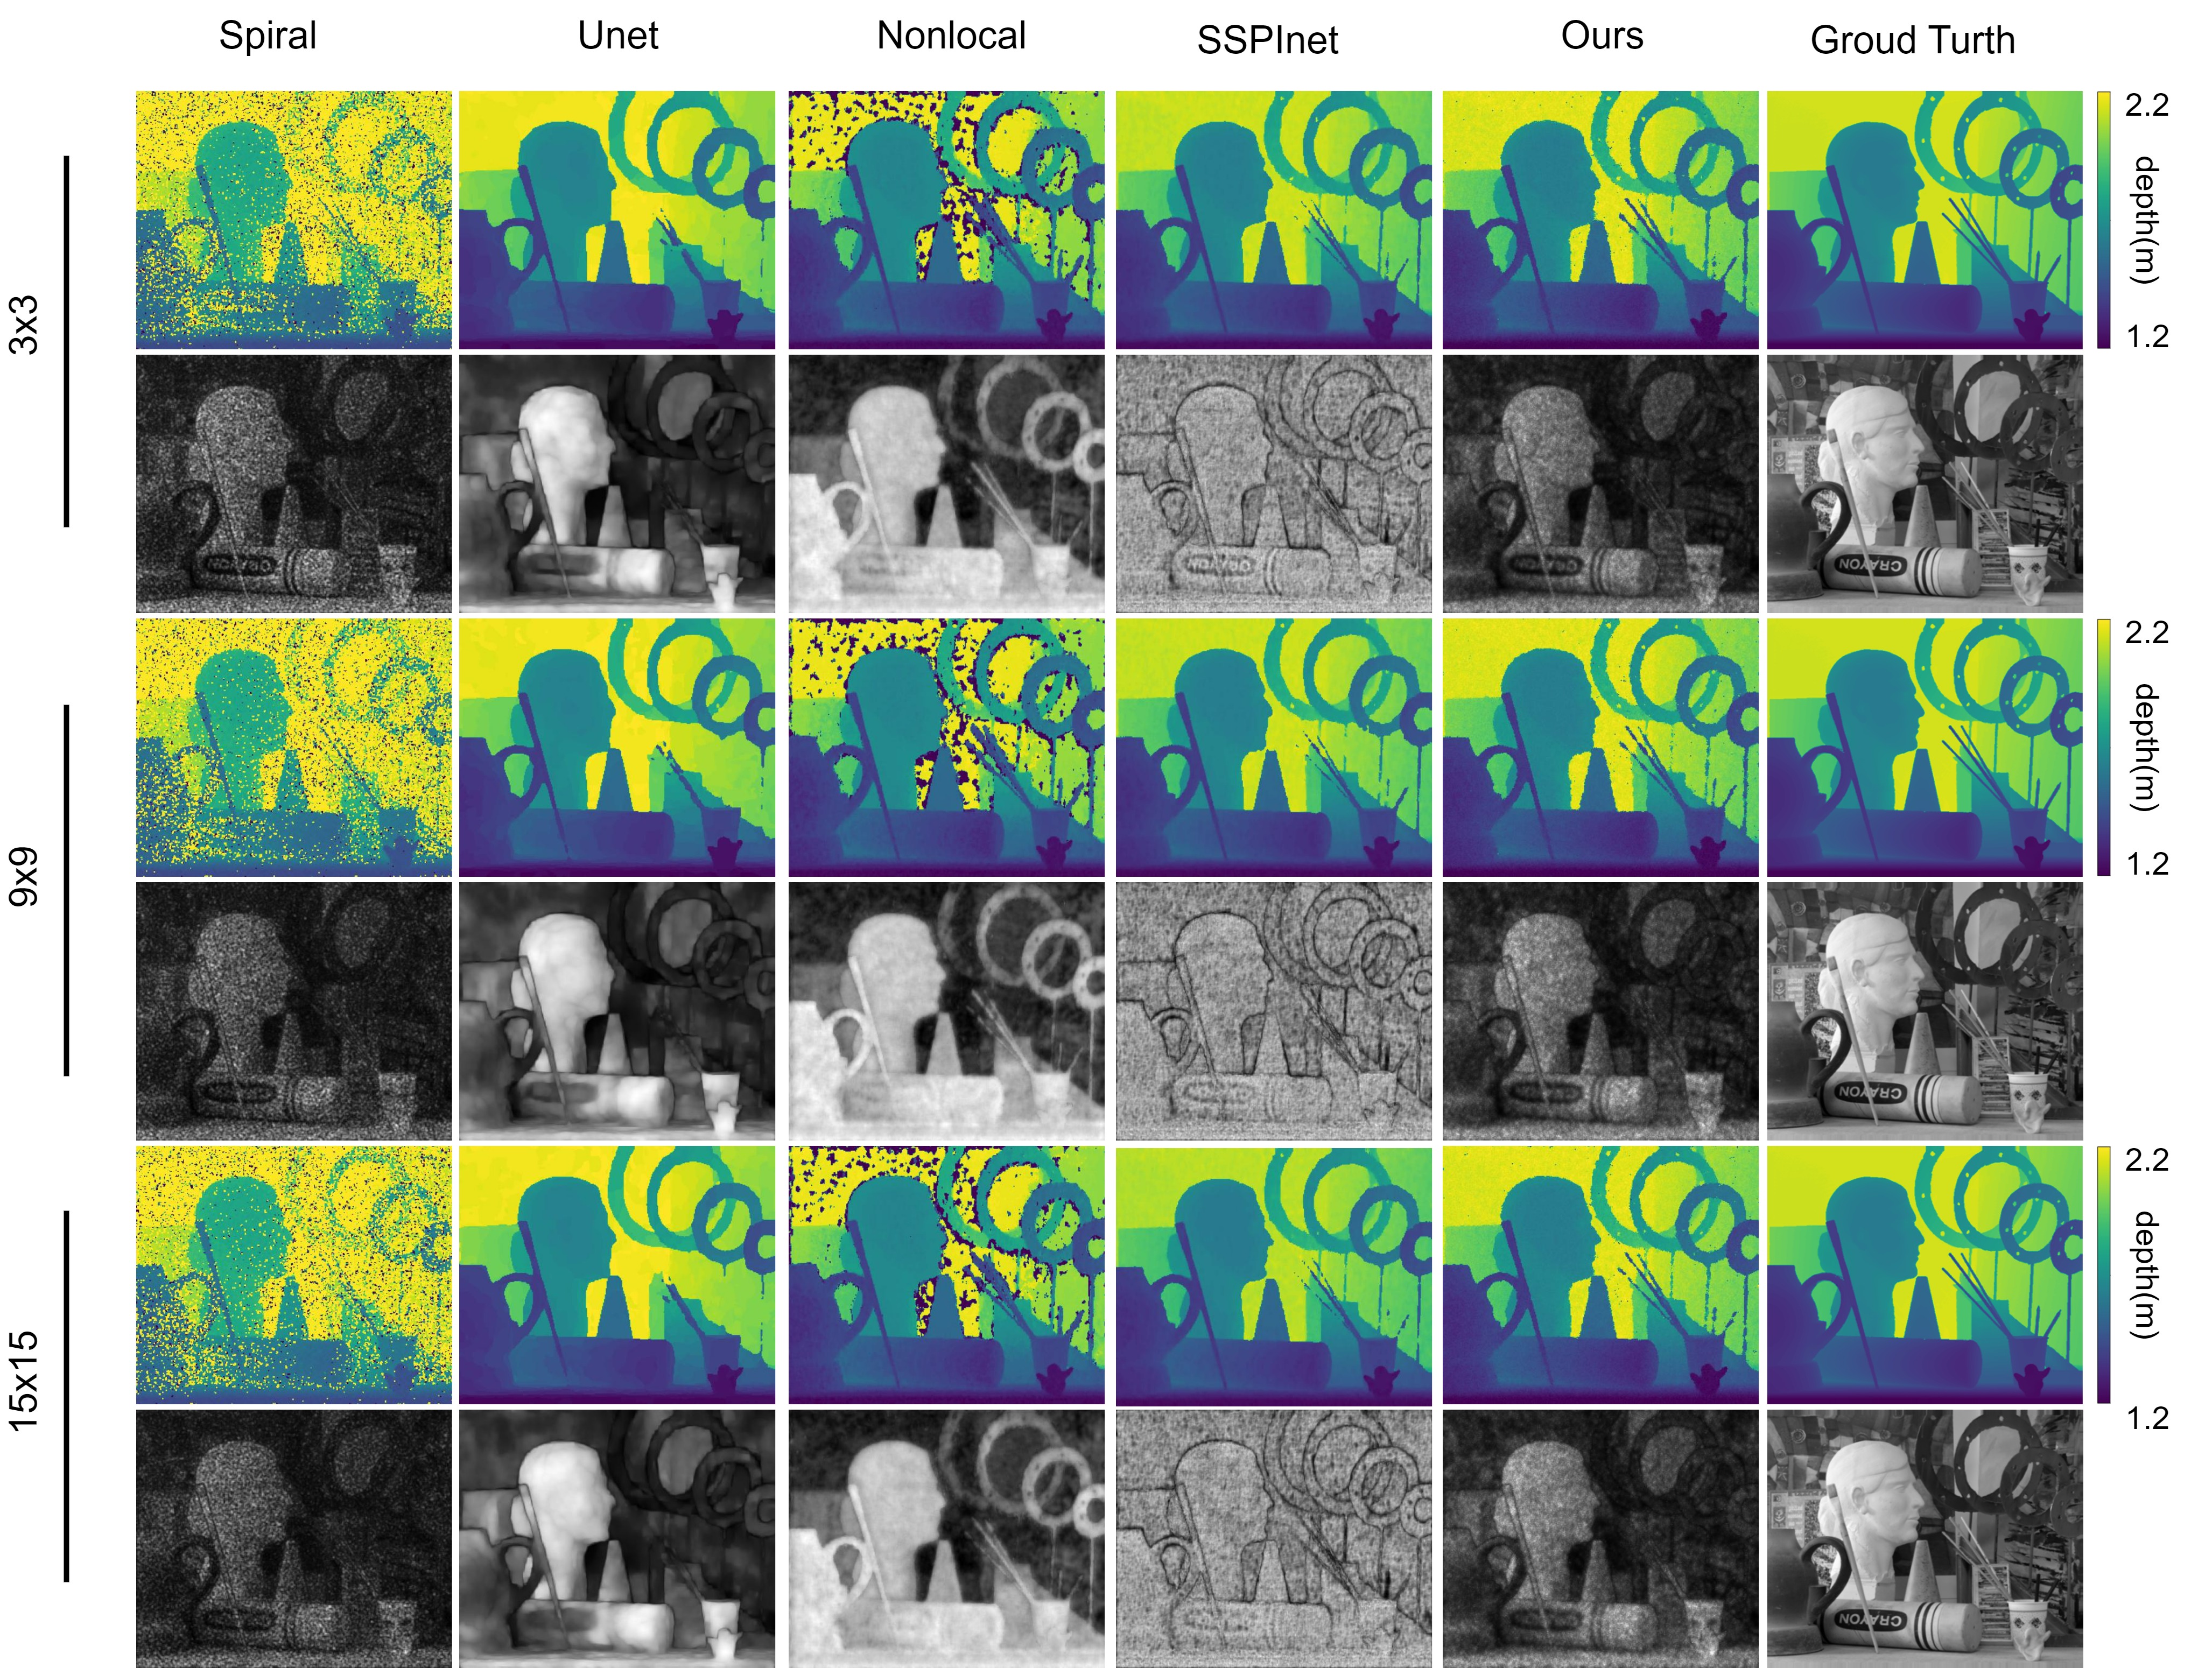 Spiral Unet Nonlocal SSPInet Ours Groud Turth
3x3
2.2
depth(m)
1.2
CRAYON
9x9
2.2
depth(m)
1.2
CRAYON
15x15
2.2
depth(m)
1.2
CRAYON